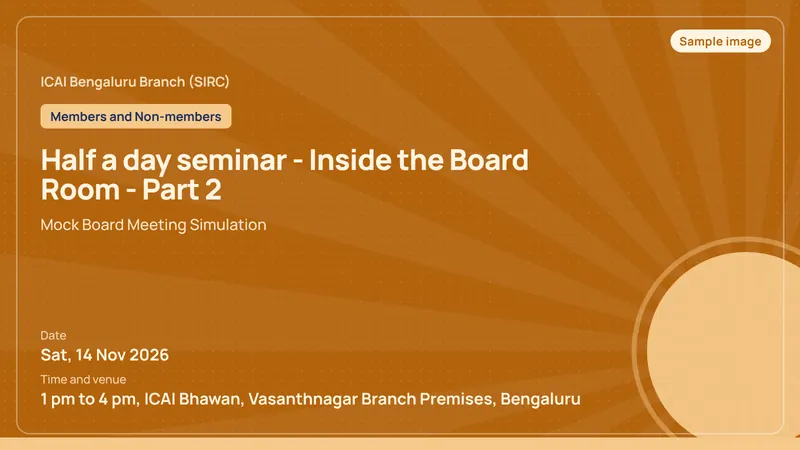 Sample image
ICAI Bengaluru Branch (SIRC)
Members and Non-members
Half a day seminar - Inside the Board
Room - Part 2
Mock Board Meeting Simulation
Date
Sat, 14 Nov 2026
Time and venue
1 pm to 4 pm, ICAI Bhawan, Vasanthnagar Branch Premises, Bengaluru